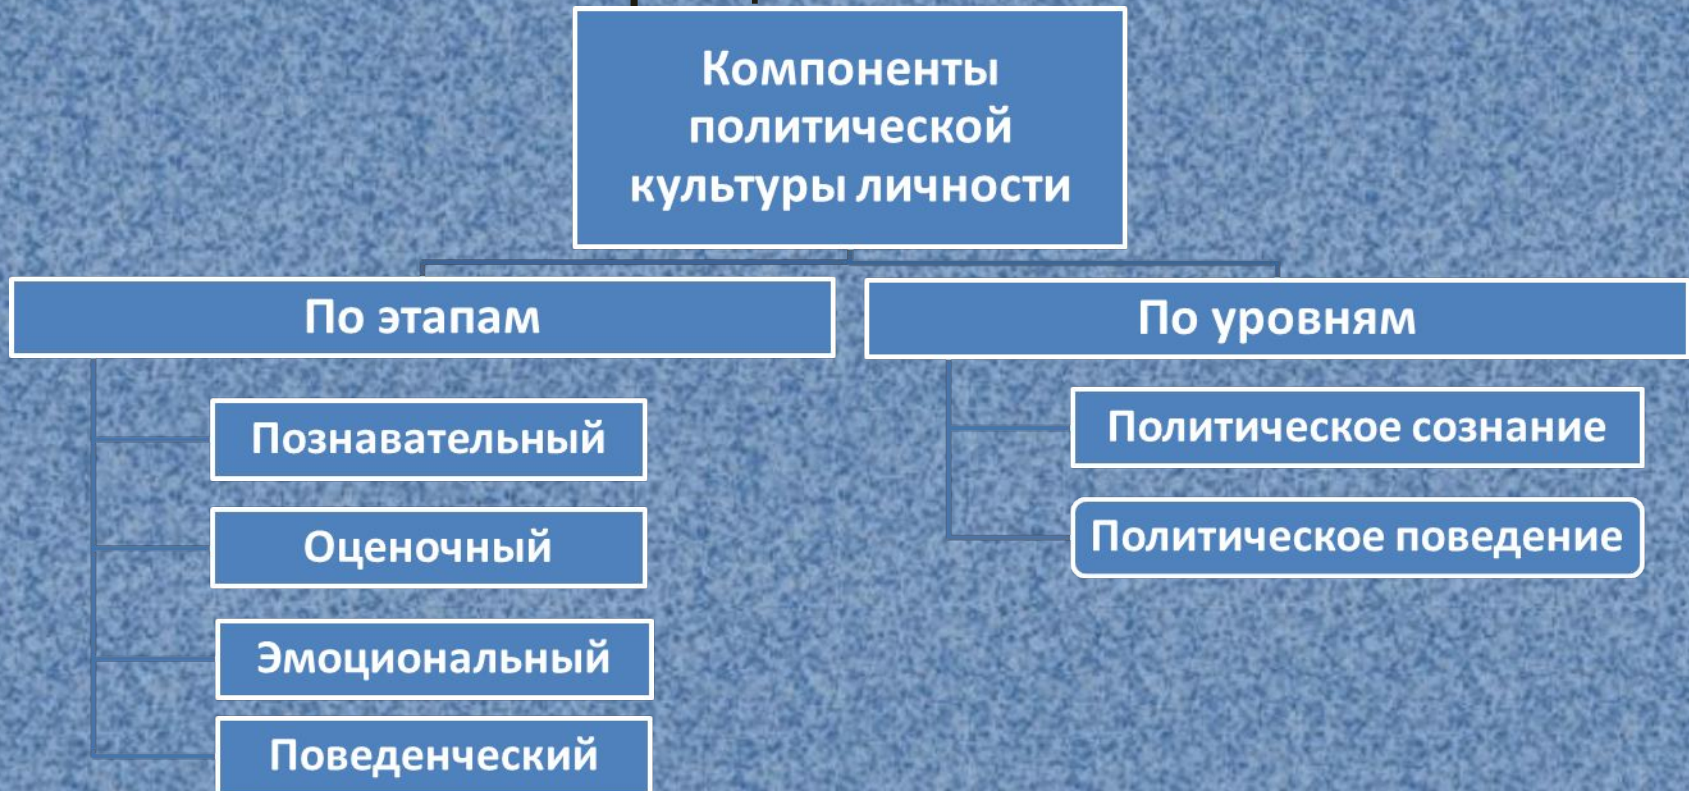 Компоненты
политической
культуры личности
По этапам
По уровням
Познавательный
Оценочный
Эмоциональный
Поведенческий
Политическое сознание
Политическое поведение